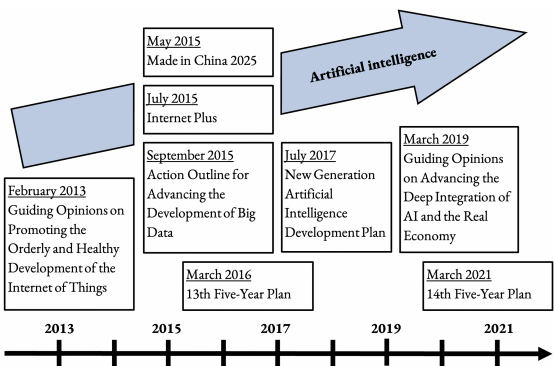 May 2015
Made in China 2025
Artificial intelligence
July 2015
Internet Plus
September 2015
Action Outline for
Advancing the
Development of Big
Data
July 2017
New Generation
Artificial
Intelligence
Development Plan
March 2019
Guiding Opinions
on Advancing the
Deep Integration of
AI and the Real
Economy
February 2013
Guiding Opinions on
Promoting the
Orderly and Healthy
Development of the
Internet of Things
March 2016
13th Five-Year Plan
March 2021
14th Five-Year Plan
2013 2015 2017 2019 2021